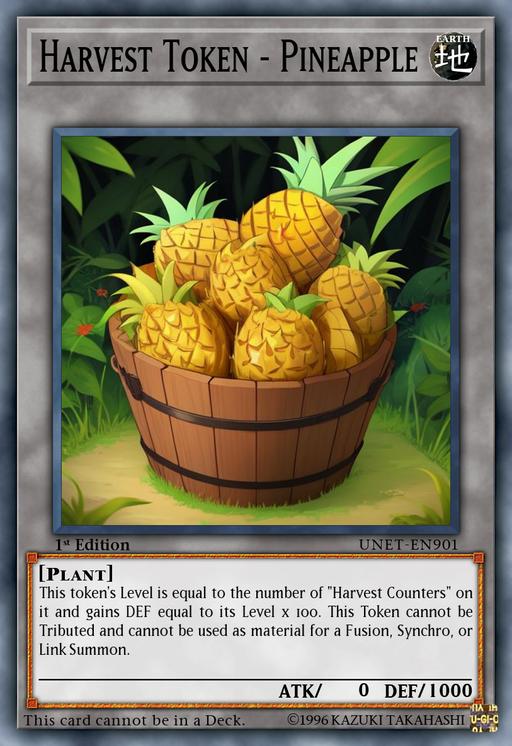 HARVEST TOKEN - PINEAPPLE
EARTH
地
1st Edition
UNET-EN901
[PLANT]
This token's Level is equal to the number of "Harvest Counters" on
it and gains DEF equal to its Level x 100. This Token cannot be
Tributed and cannot be used as material for a Fusion, Synchro, or
Link Summon.
ATK/ 0 DEF/1000
This card cannot be in a Deck.
©1996 KAZUKI TAKAHASHI